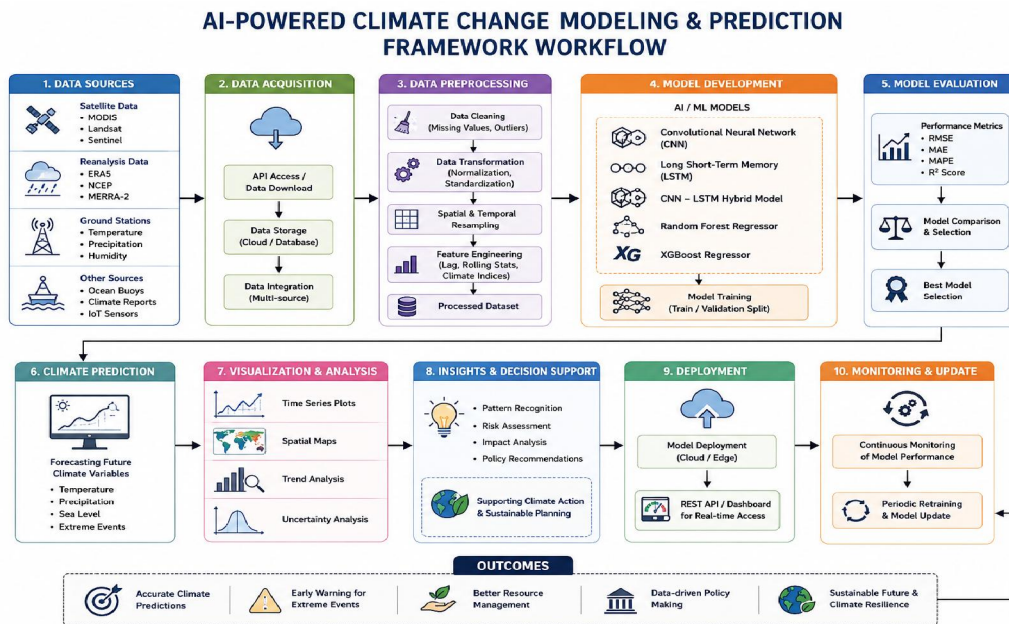 AI-POWERED CLIMATE CHANGE MODELING & PREDICTION
FRAMEWORK WORKFLOW
1. DATA SOURCES
Satellite Data
• MODIS
• Landsat
• Sentinel
Reanalysis Data
• ERA5
• NCEP
• MERRA-2
Ground Stations
• Temperature
• Precipitation
• Humidity
Other Sources
• Ocean Buoys
• Climate Reports
• IoT Sensors
2. DATA ACQUISITION
API Access /
Data Download
Data Storage
(Cloud / Database)
Data Integration
(Multi-source)
3. DATA PREPROCESSING
Data Cleaning
(Missing Values, Outliers)
Data Transformation
(Normalization,
Standardization)
Spatial & Temporal
Resampling
Feature Engineering
(Lag, Rolling Stats,
Climate Indices)
Processed Dataset
4. MODEL DEVELOPMENT
AI / ML MODELS
Convolutional Neural Network
(CNN)
Long Short-Term Memory
(LSTM)
CNN – LSTM Hybrid Model
Random Forest Regressor
XG
XGBoost Regressor
Model Training
(Train / Validation Split)
5. MODEL EVALUATION
Performance Metrics
• RMSE
• MAE
• MAPE
• R² Score
Model Comparison
& Selection
Best Model
Selection
6. CLIMATE PREDICTION
Forecasting Future
Climate Variables
• Temperature
• Precipitation
• Sea Level
• Extreme Events
7. VISUALIZATION & ANALYSIS
Time Series Plots
Spatial Maps
Trend Analysis
Uncertainty Analysis
8. INSIGHTS & DECISION SUPPORT
• Pattern Recognition
• Risk Assessment
• Impact Analysis
• Policy Recommendations
Supporting Climate Action
& Sustainable Planning
9. DEPLOYMENT
Model Deployment
(Cloud / Edge)
REST API / Dashboard
for Real-time Access
10. MONITORING & UPDATE
Continuous Monitoring
of Model Performance
Periodic Retraining
& Model Update
OUTCOMES
Accurate Climate
Predictions
Early Warning for
Extreme Events
Better Resource
Management
Data-driven Policy
Making
Sustainable Future &
Climate Resilience